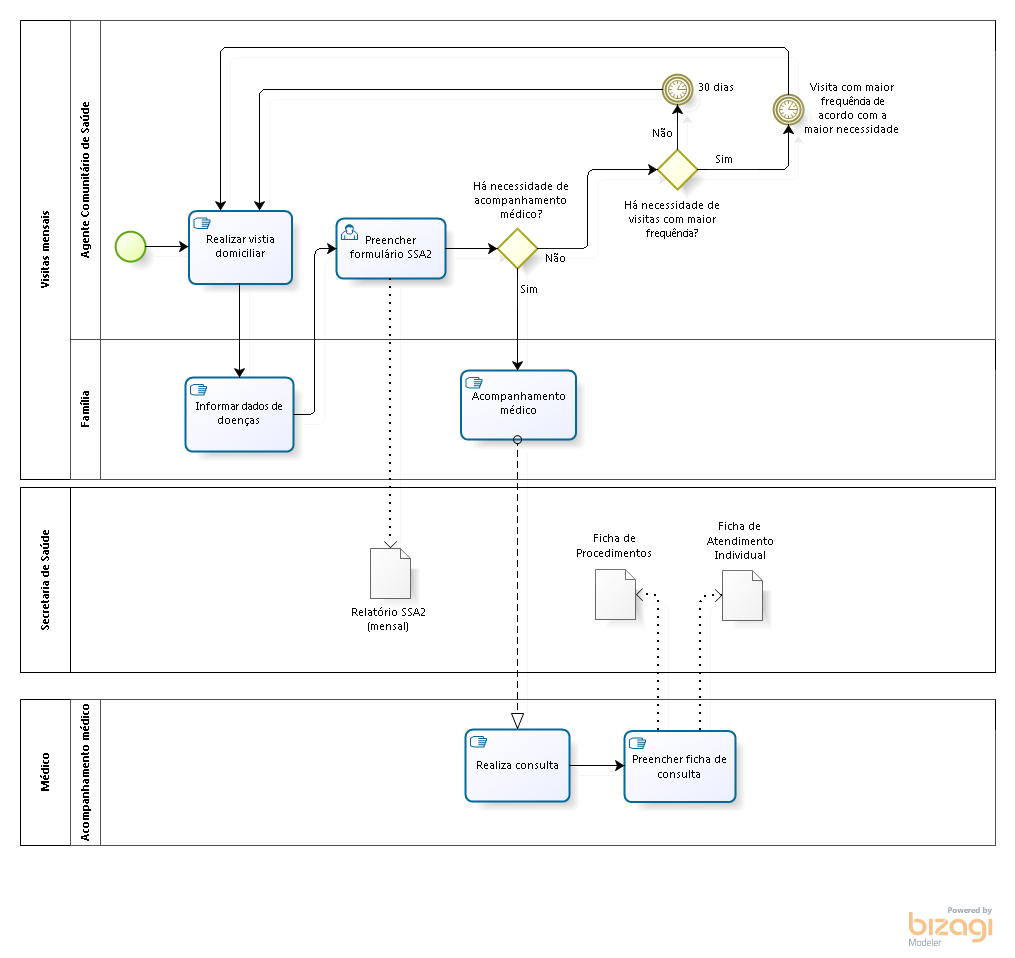 Visitas mensais
Agente Comunitário de Saúde
Visita com maior
frequência de
acordo com a
maior necessidade
30 dias
Não
Sim
Há necessidade de
visitas com maior
frequência?
Há necessidade de
acompanhamento
médico?
Não
Sim
Realizar vistia
domiciliar
Preencher
formulário SSA2
Família
Informar dados de
doenças
Acompanhamento
médico
Secretaria de Saúde
Relatório SSA2
(mensal)
Ficha de
Procedimentos
Ficha de
Atendimento
Individual
Médico
Acompanhamento médico
Realiza consulta
Preencher ficha de
consulta
Powered by
bizagi
Modeler